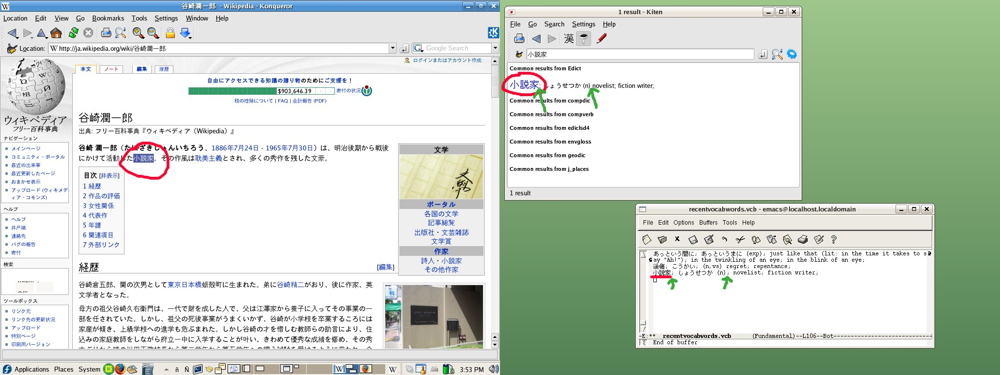 谷崎潤一郎 - Wikipedia - Konqueror
Location Edit View Go Bookmarks Tools Settings Window Help
Location: http://ja.wikipedia.org/wiki/谷崎潤一郎
Google Search
ウィキペディア
フリー百科事典
ナビゲーション
メインページ
コミュニティ・ポータル
最近の出来事
最近更新したページ
おまかせ表示
アップロード (ウィキメディ
ア・コモンズ)
ヘルプ
ヘルプ
井戸端
連絡先
バグの報告
寄付
検索
ツールボックス
リンク元
リンク先の更新状況
アップロード
特別ページ
印刷用バージョン
ログインまたはアカウント作成
本文 ノート 編集 履歴
自由にアクセスできる知識の贈り物のためにご支援を！
$903,646.39 寄付の状況
税の控除について | FAQ | 会計報告 (PDF)
谷崎潤一郎
出典: フリー百科事典『ウィキペディア（Wikipedia）』
谷崎 潤一郎（たにざきじゅんいちろう、1886年7月24日 - 1965年7月30日）は、明治後期から戦後
にかけて活動した小説家。その作風は耽美主義とされ、多くの秀作を残した文豪。
目次 [非表示]
1 経歴
2 作品の評価
3 女性関係
4 代表作
5 年譜
6 関連項目
7 外部リンク
文学
ポータル
各国の文学
記事総覧
出版社・文芸雑誌
文学賞
作家
詩人・小説家
その他作家
経歴 [編集]
谷崎倉五郎、関の次男として東京日本橋蛎殻町に生まれた。弟に谷崎精二がおり、後に作家、英
文学者となった。
母方の祖父谷崎久右衛門は、一代で財を成した人で、父は江澤家から養子に入ってその事業の一
部を任されていた。しかし、祖父の死後事業がうまくいかず、谷崎が小学校を卒業するころには
家産が傾き、上級学校への進学も危ぶまれた。しかし谷崎の才を惜しむ教師らの助言により、住
込みの家庭教師をしながら府立一中に入学することが叶い、きわめて優秀な成績を修め、その秀
Applications Places System
3:53 PM
1 result - Kiten
File Go Search Settings Help
漢
小説家
Common results from Edict
小説家: しょうせつか (n) novelist; fiction writer;
Common results from compdic
Common results from compverb
Common results from ediclsd4
Common results from envgloss
Common results from geodic
Common results from j_places
1 result
recentvocabwords.vcb - emacs@localhost.localdomain
File Edit Options Buffers Tools Help
あっという間に; あっというまに (exp); just like that (lit: in the time it takes to s
ay "Ah!"); in the twinkling of an eye; in the blink of an eye;
後悔; こうかい; (n,vs) regret; repentance;
小説家; しょうせつか (n); novelist; fiction writer;
-E:** recentvocabwords.vcb (Fundamental)--L106--Bot
End of buffer